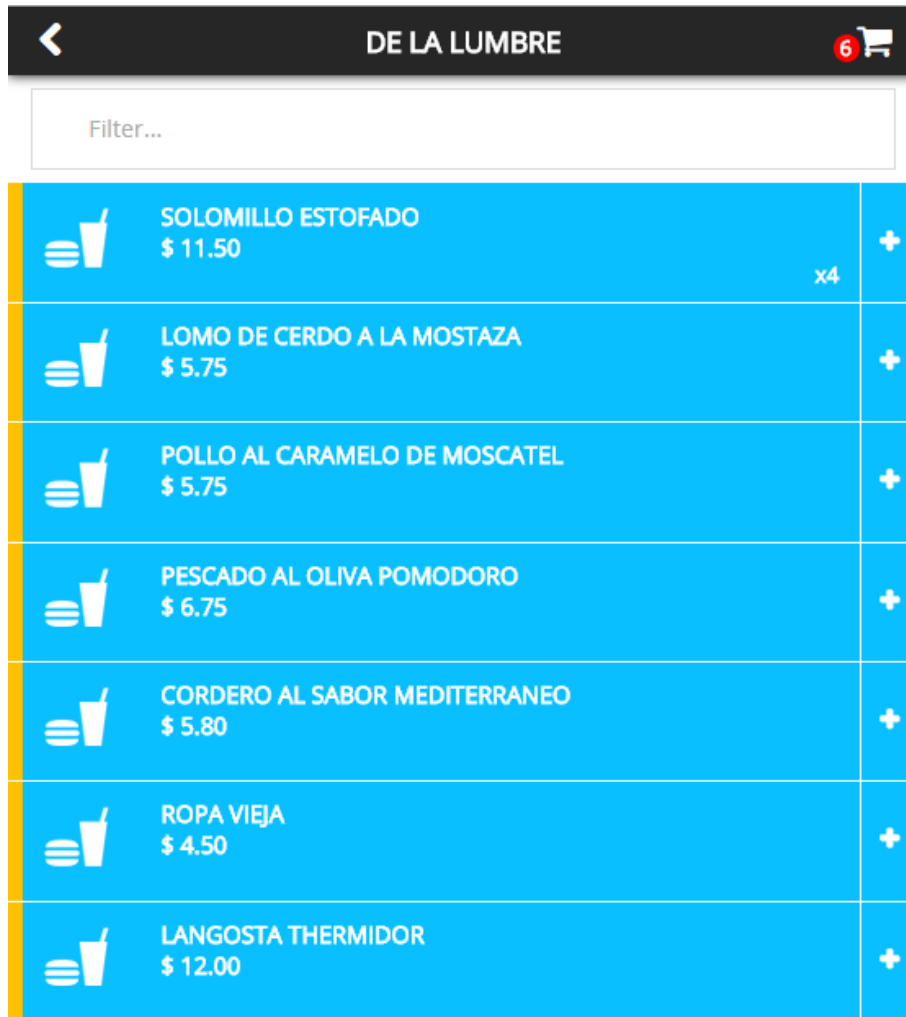 DE LA LUMBRE
6
Filter...
SOLOMILLO ESTOFADO
$ 11.50
x4
LOMO DE CERDO A LA MOSTAZA
$ 5.75
POLLO AL CARAMELO DE MOSCATEL
$ 5.75
PESCADO AL OLIVA POMODORO
$ 6.75
CORDERO AL SABOR MEDITERRANEO
$ 5.80
ROPA VIEJA
$ 4.50
LANGOSTA THERMIDOR
$ 12.00